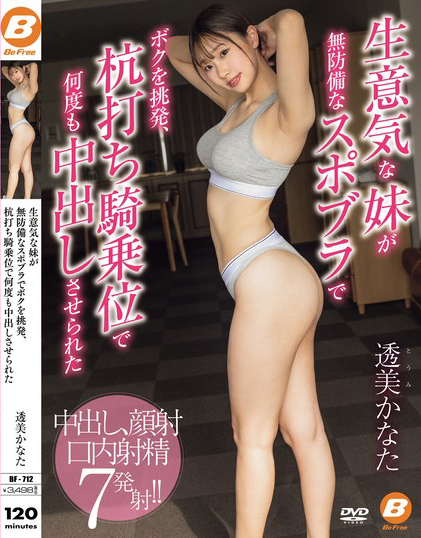 Be Free
生意気な妹が
無防備なスポブラでボクを挑発、
杭打ち騎乗位で何度も中出しさせられた
透美かなた
BF-712
¥3,498
120
minutes
生意気な妹が
無防備なスポブラで
ボクを挑発、
杭打ち騎乗位で
何度も中出しさせられた
透美かなた
とうみ
中出し、顔射
口内射精
7発射!!
DVD
VIDEO
Be Free